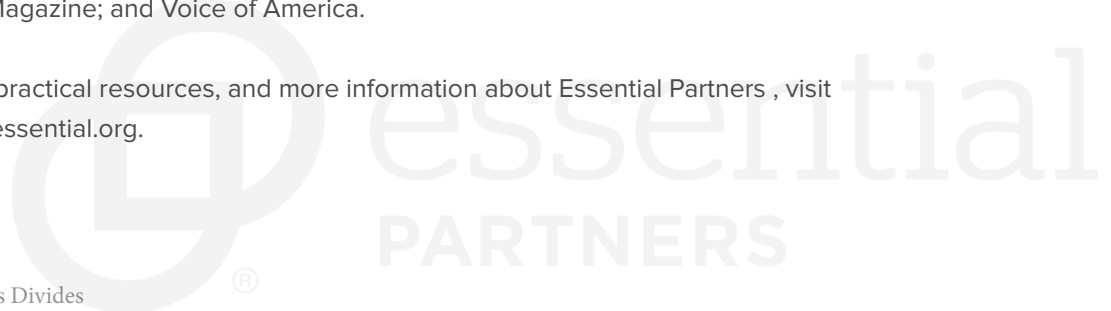 Magazine; and Voice of America.
practical resources, and more information about Essential Partners , visit
essential.org.
essential
PARTNERS
®
s Divides